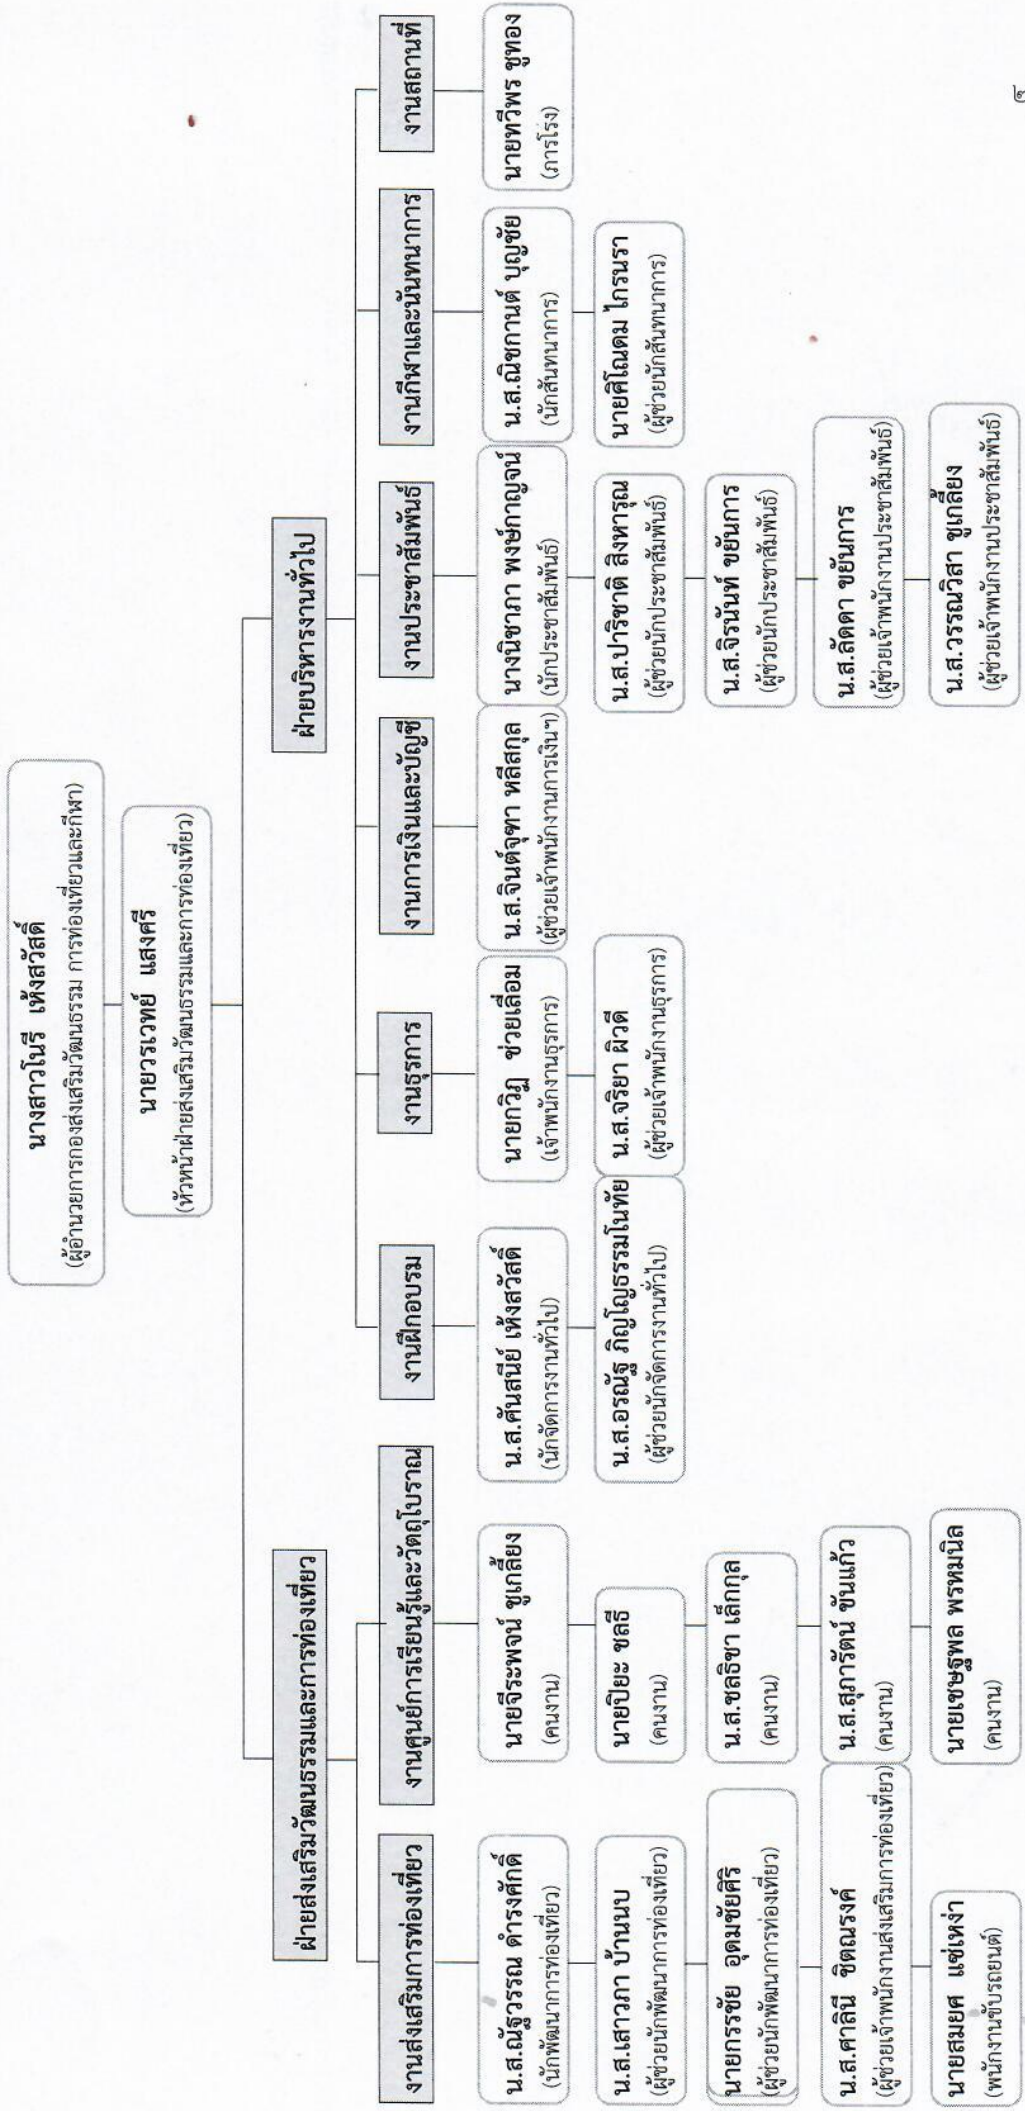 นางสาวโนรี เห้งสวัสดิ์
(ผู้อำนวยการกองส่งเสริมวัฒนธรรม การท่องเที่ยวและกีฬา)
นายวรเวทย์ แสงศรี
(หัวหน้าฝ่ายส่งเสริมวัฒนธรรมและการท่องเที่ยว)
ฝ่ายส่งเสริมวัฒนธรรมและการท่องเที่ยว
ฝ่ายบริหารงานทั่วไป
งานส่งเสริมการท่องเที่ยว
น.ส.ณัฐวรรณ ดำรงศักดิ์
(นักพัฒนาการท่องเที่ยว)
น.ส.เสาวภา บ้านนบ
(ผู้ช่วยนักพัฒนาการท่องเที่ยว)
นายกรรชัย อุดมชัยศิริ
(ผู้ช่วยนักพัฒนาการท่องเที่ยว)
น.ส.ศาลินี ชิตณรงค์
(ผู้ช่วยเจ้าพนักงานส่งเสริมการท่องเที่ยว)
นายสมยศ แซ่เหง่า
(พนักงานขับรถยนต์)
งานศูนย์การเรียนรู้และวัตถุโบราณ
นายจีระพจน์ ชูเกลี้ยง
(คนงาน)
นายปิยะ ชลธี
(คนงาน)
น.ส.ชลธิชา เล็กกุล
(คนงาน)
น.ส.สุภารัตน์ ขันแก้ว
(คนงาน)
นายเชษฐพล พรหมนิล
(คนงาน)
งานฝึกอบรม
น.ส.ศันสนีย์ เห้งสวัสดิ์
(นักจัดการงานทั่วไป)
น.ส.อรณัฐ ภิญโญธรรมโนทัย
(ผู้ช่วยนักจัดการงานทั่วไป)
งานธุรการ
นายกวิฏ ช่วยเลื่อม
(เจ้าพนักงานธุรการ)
น.ส.จริยา ผิวดี
(ผู้ช่วยเจ้าพนักงานธุรการ)
งานการเงินและบัญชี
น.ส.จินต์จุฑา หลีสกุล
(ผู้ช่วยเจ้าพนักงานการเงินฯ)
งานประชาสัมพันธ์
นางนิชาภา พงษ์กาญจน์
(นักประชาสัมพันธ์)
น.ส.ปาริชาติ สิงหารุณ
(ผู้ช่วยนักประชาสัมพันธ์)
น.ส.จิรนันท์ ขยันการ
(ผู้ช่วยนักประชาสัมพันธ์)
น.ส.ลัดดา ขยันการ
(ผู้ช่วยเจ้าพนักงานประชาสัมพันธ์)
น.ส.วรรณวิสา ชูเกลี้ยง
(ผู้ช่วยเจ้าพนักงานประชาสัมพันธ์)
งานกีฬาและนันทนาการ
น.ส.ณิชกานต์ บุญชัย
(นักสันทนาการ)
นายคีโณดม ไกรนรา
(ผู้ช่วยนักสันทนาการ)
งานสถานที่
นายทวีพร ชูทอง
(ภารโรง)
๒